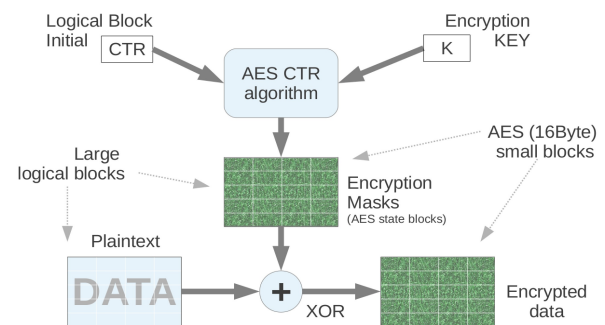 Logical Block
Initial
CTR
Encryption
KEY
K
AES CTR
algorithm
Large
logical blocks
AES (16Byte)
small blocks
Encryption
Masks
(AES state blocks)
Plaintext
DATA
+
XOR
Encrypted
data